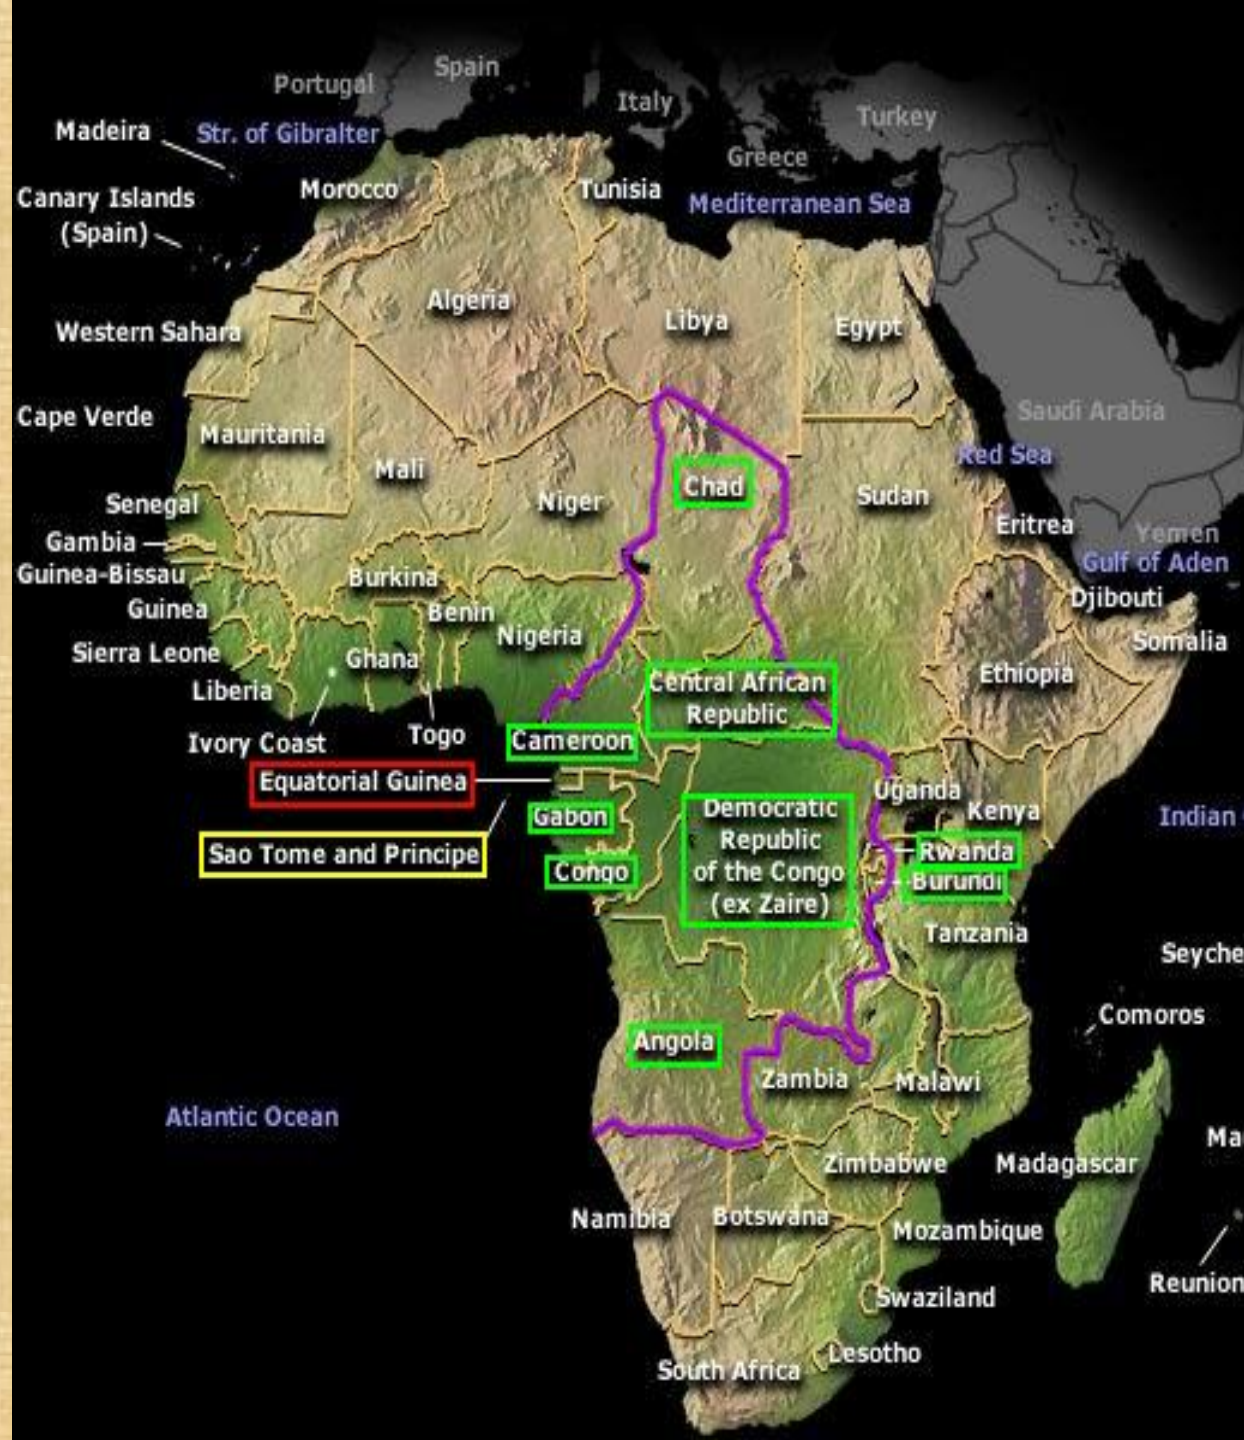 Spain
Portugal
Italy
Turkey
Madeira
Str. of Gibralter
Greece
Morocco
Tunisia
Canary Islands
(Spain)
Mediterranean Sea
Algeria
Libya
Egypt
Western Sahara
Saudi Arabia
Cape Verde
Mauritania
Red Sea
Mali
Chad
Niger
Sudan
Senegal
Eritrea
Yemen
Gambia
Gulf of Aden
Guinea-Bissau
Burkina
Djibouti
Guinea
Benin
Nigeria
Somalia
Sierra Leone
Ghana
Ethiopia
Liberia
Central African
Republic
Ivory Coast
Togo
Cameroon
Equatorial Guinea
Uganda
Kenya
Gabon
Democratic
Republic
of the Congo
(ex Zaire)
Indian
Sao Tome and Principe
Rwanda
Congo
Burundi
Tanzania
Seyche
Comoros
Angola
Zambia
Malawi
Atlantic Ocean
Ma
Zimbabwe
Madagascar
Namibia
Botswana
Mozambique
Reunion
Swaziland
Lesotho
South Africa